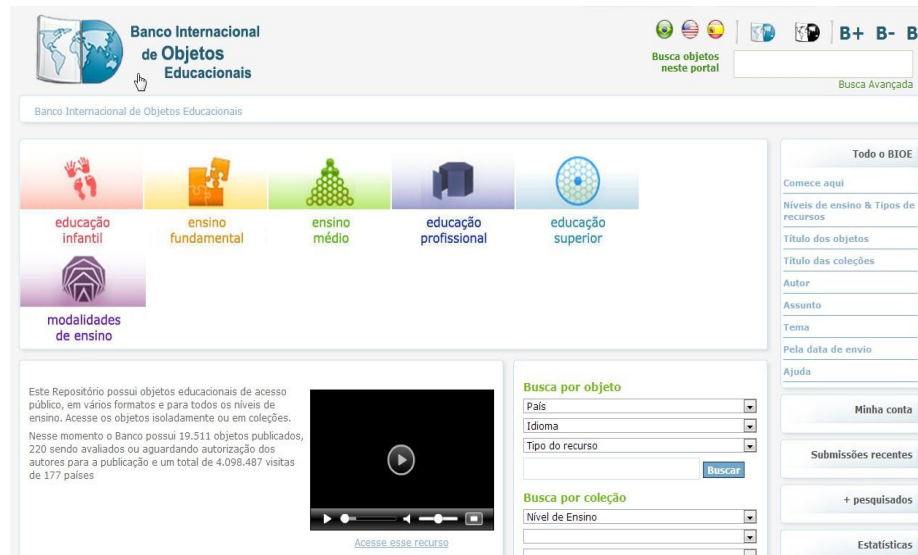 Banco Internacional
de Objetos
Educacionais
Busca objetos
neste portal
B+ B- B
Busca Avançada
Banco Internacional de Objetos Educacionais
educação
infantil
ensino
fundamental
ensino
médio
educação
profissional
educação
superior
modalidades
de ensino
Todo o BIOE
Comece aqui
Níveis de ensino & Tipos de
recursos
Título dos objetos
Título das coleções
Autor
Assunto
Tema
Pela data de envio
Ajuda
Minha conta
Submissões recentes
+ pesquisados
Estatísticas
Este Repositório possui objetos educacionais de acesso
público, em vários formatos e para todos os níveis de
ensino. Acesse os objetos isoladamente ou em coleções.
Nesse momento o Banco possui 19.511 objetos publicados,
220 sendo avaliados ou aguardando autorização dos
autores para a publicação e um total de 4.098.487 visitas
de 177 países
Acesse esse recurso
Busca por objeto
País
Idioma
Tipo do recurso
Buscar
Busca por coleção
Nível de Ensino